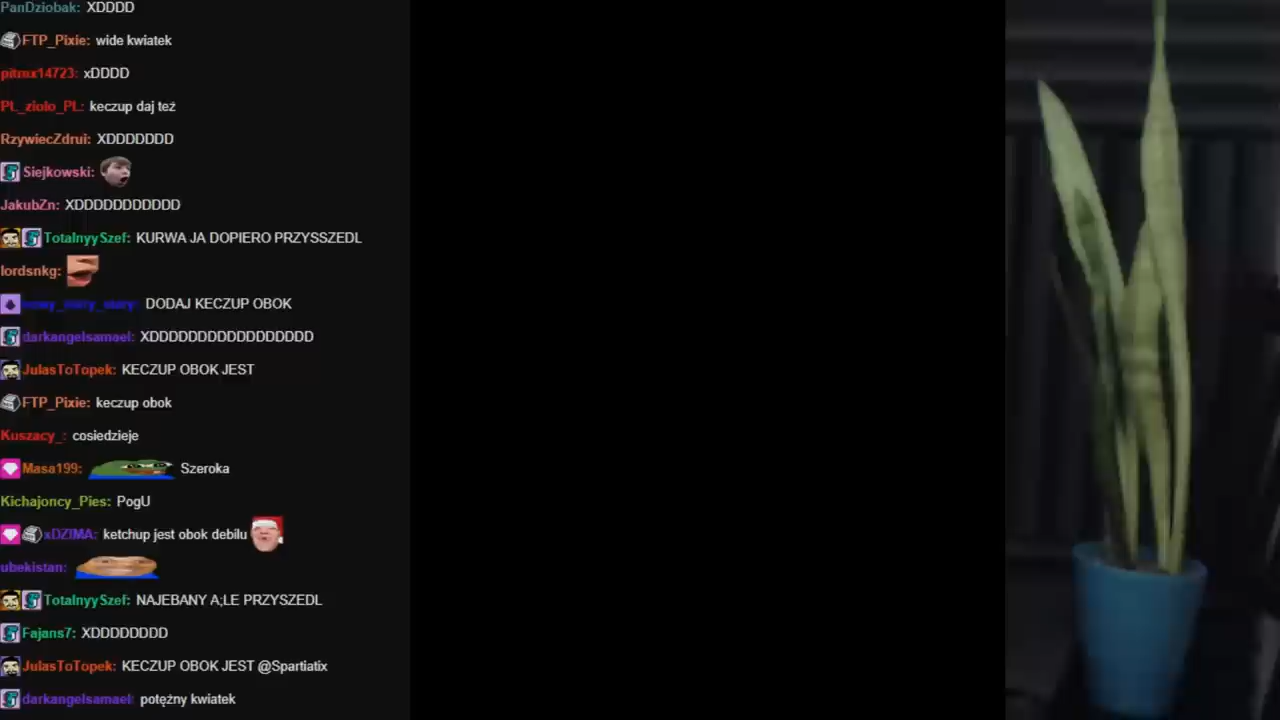 PanDziobak: XDDDD
FTP_Pixie: wide kwiatek
pitrux14723: xDDDD
PL_ziolo_PL: keczup daj też
RzywiecZdrui: XDDDDDDD
Siejkowski:
JakubZn: XDDDDDDDDDDD
TotalnyySzef: KURWA JA DOPIERO PRZYSSZEDL
lordsnkg:
DODAJ KECZUP OBOK
darkangelsamael: XDDDDDDDDDDDDDDDDDD
JulasToTopek: KECZUP OBOK JEST
FTP_Pixie: keczup obok
Kuszacy_: cosiedzieje
Masa199: Szeroka
Kichajoncy_Pies: PogU
xDZIMA: ketchup jest obok debilu
ubekistan:
TotalnyySzef: NAJEBANY A;LE PRZYSZEDL
Fajans7: XDDDDDDDD
JulasToTopek: KECZUP OBOK JEST @Spartiatix
darkangelsamael: potężny kwiatek